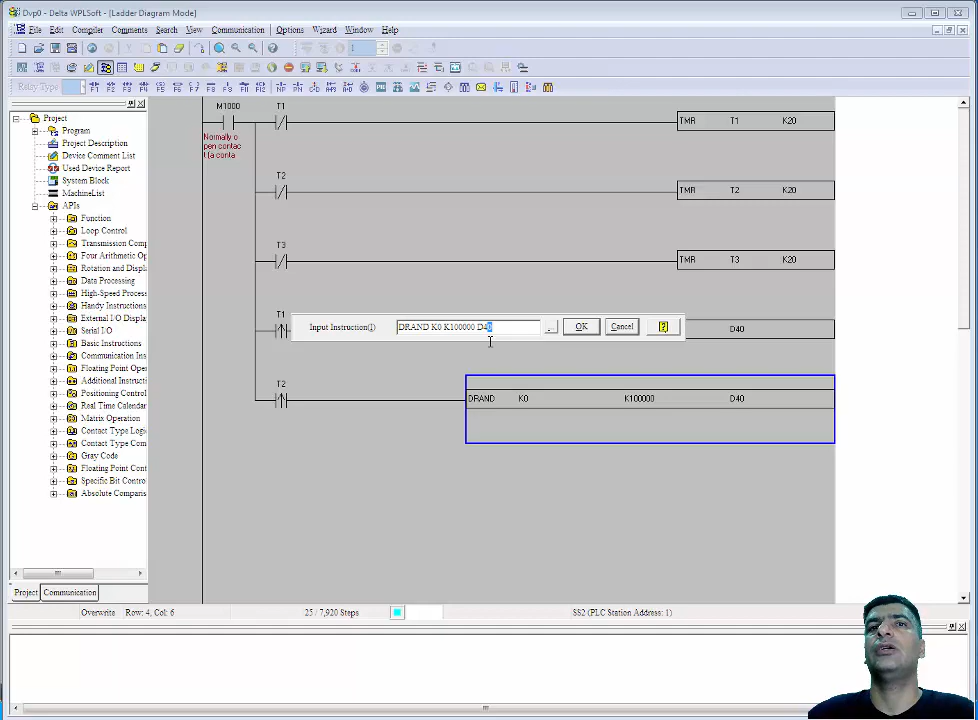 Dvp0 - Delta WPLSoft - [Ladder Diagram Mode]
File Edit Compiler Comments Search View Communication Options Wizard Window Help
1
Relay Type
Project
Program
Project Description
Device Comment List
Used Device Report
System Block
MachineList
APIs
Function
Loop Control
Transmission Comp
Four Arithmetic Op
Rotation and Displa
Data Processing
High-Speed Process
Handy Instructions
External I/O
Serial I/O
Basic Instructions
Communication Ins
Floating Point Oper
Additional Instruct
Positioning Control
Real Time Calendar
Matrix Operation
Contact Type Logic
Contact Type Com
Gray Code
Floating Point Cont
Specific Bit Control
Absolute Comparis
Project Communication
M1000 T1
TMR T1 K20
Normally o
pen contac
t (a conta
T2
TMR T2 K20
T3
TMR T3 K20
T1
Input Instruction(I) DRAND K0 K100000 D40 ... OK Cancel ?
D40
T2
DRAND K0 K100000 D40
Overwrite Row: 4, Col: 6 25 / 7,920 Steps SS2 (PLC Station Address: 1)